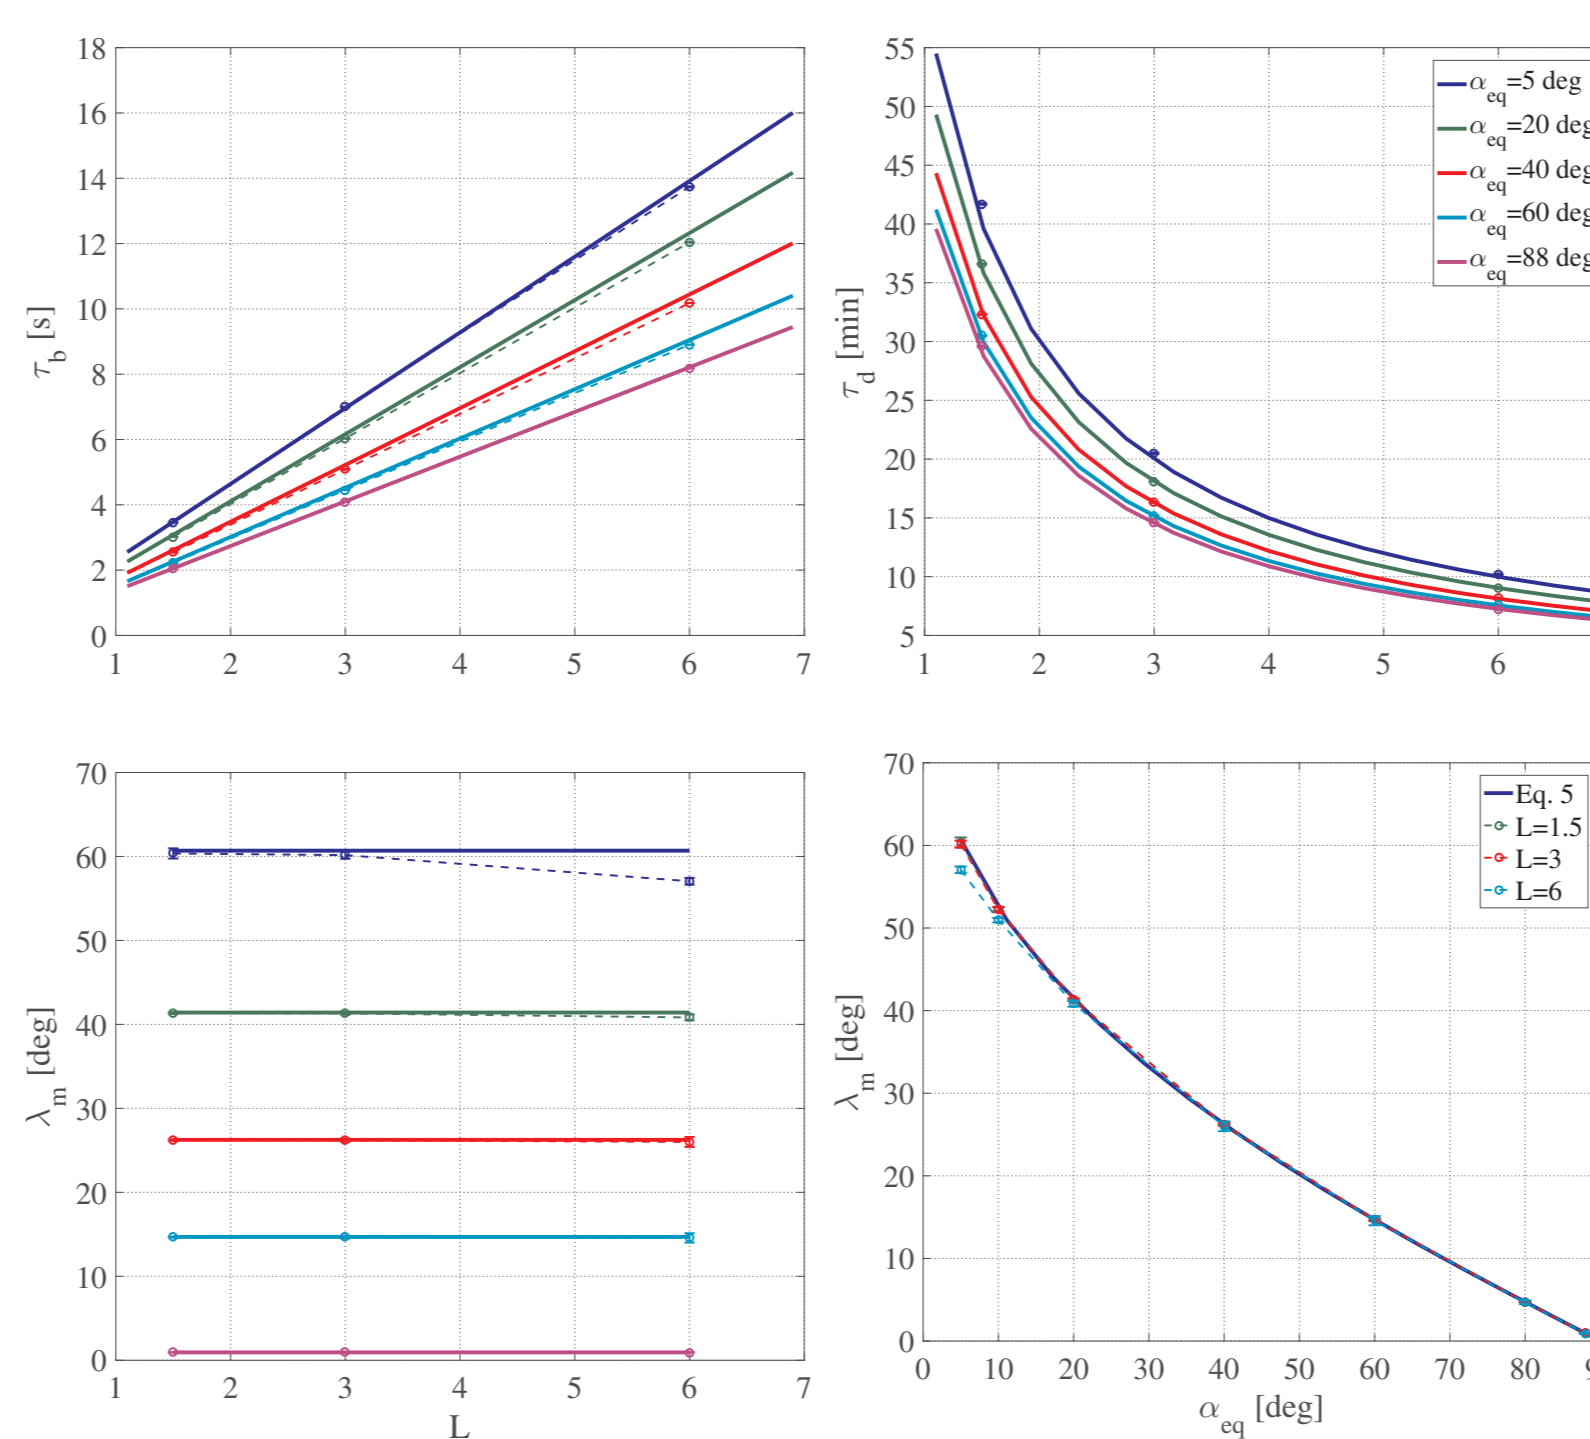 18
16
14
12
10
8
6
4
2
0
τb [s]
1 2 3 4 5 6 7
55
50
45
40
35
30
25
20
15
10
5
τd [min]
1 2 3 4 5 6
αeq=5 deg
αeq=20 deg
αeq=40 deg
αeq=60 deg
αeq=88 deg
70
60
50
40
30
20
10
0
λm [deg]
1 2 3 4 5 6 7
L
70
60
50
40
30
20
10
0
λm [deg]
0 10 20 30 40 50 60 70 80 9
αeq [deg]
Eq. 5
L=1.5
L=3
L=6